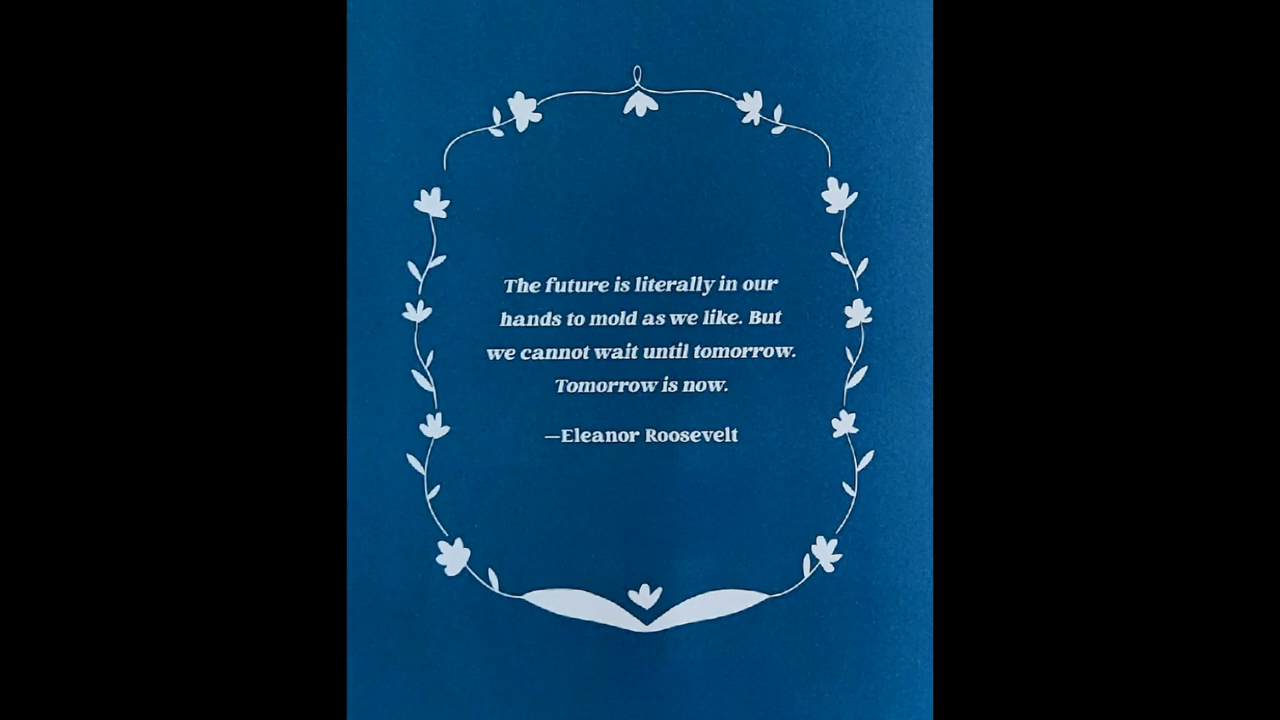 The future is literally in our
hands to mold as we like. But
we cannot wait until tomorrow.
Tomorrow is now.
—Eleanor Roosevelt